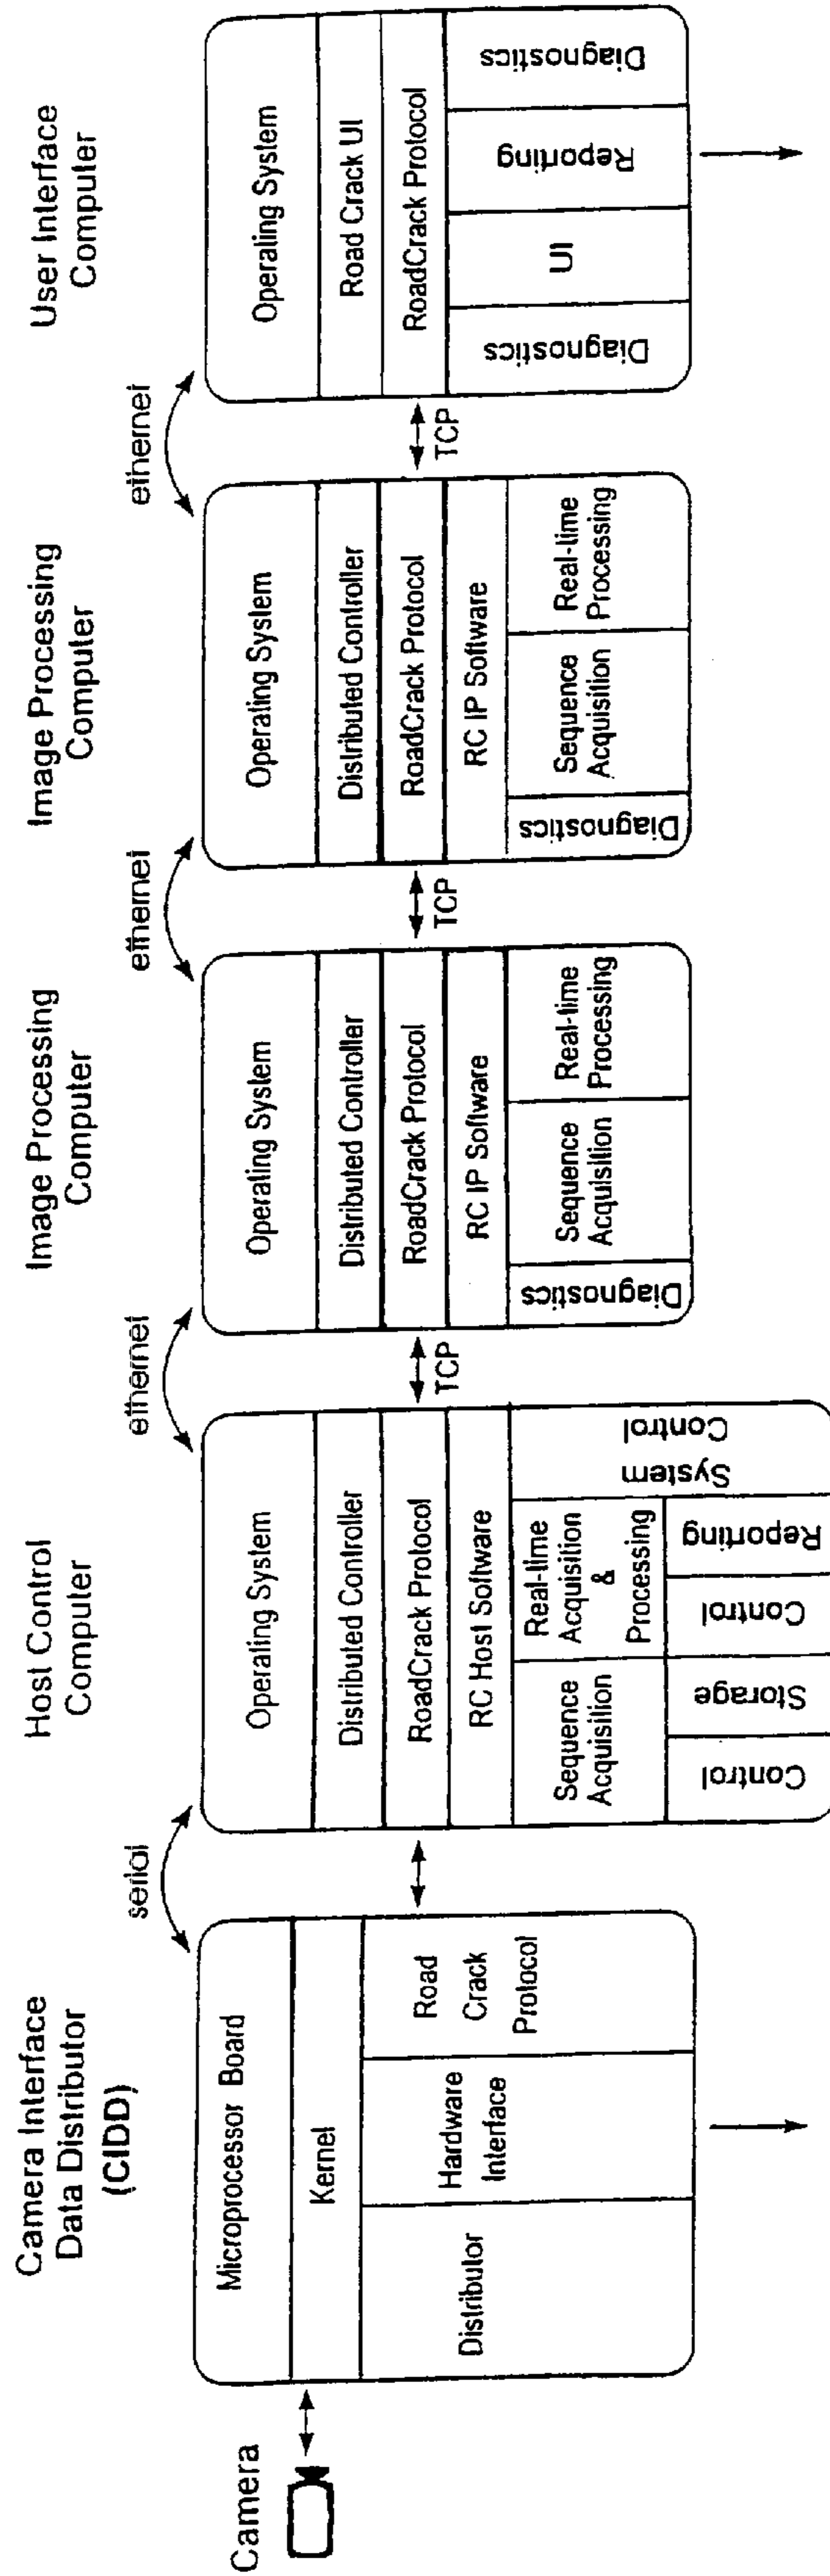 Camera
Camera Interface
Data Distributor
(CIDD)
Microprocessor Board
Kernel
Distributor
Hardware
Interface
Road
Crack
Protocol
serial
Host Control
Computer
Operating System
Distributed Controller
RoadCrack Protocol
RC Host Software
Sequence
Acquisition
Real-time
Acquisition
&
Processing
System
Control
Control
Storage
Control
Reporting
ethernet
TCP
Image Processing
Computer
Operating System
Distributed Controller
RoadCrack Protocol
RC IP Software
Diagnostics
Sequence
Acquisition
Real-time
Processing
ethernet
TCP
Image Processing
Computer
Operating System
Distributed Controller
RoadCrack Protocol
RC IP Software
Diagnostics
Sequence
Acquisition
Real-time
Processing
ethernet
TCP
User Interface
Computer
Operating System
Road Crack UI
RoadCrack Protocol
Diagnostics
UI
Reporting
Diagnostics